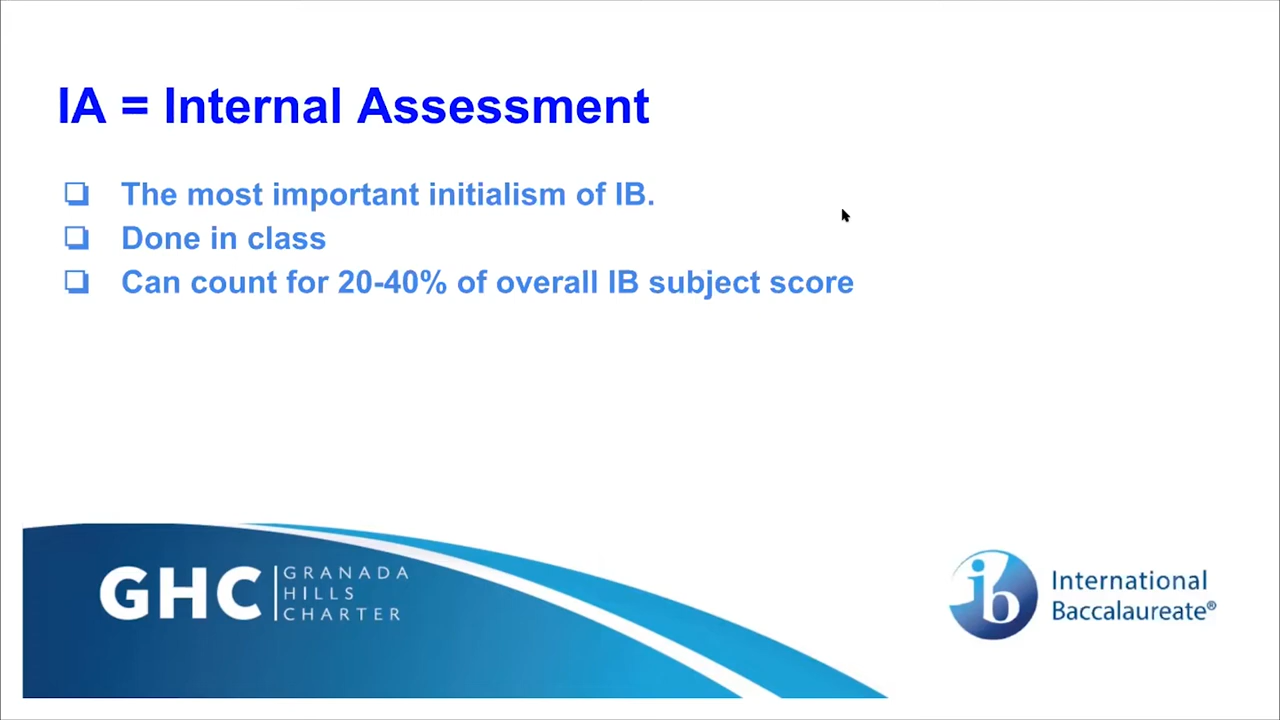 IA = Internal Assessment
❏ The most important initialism of IB.
❏ Done in class
❏ Can count for 20-40% of overall IB subject score
GHC
GRANADA
HILLS
CHARTER
ib
International
Baccalaureate®